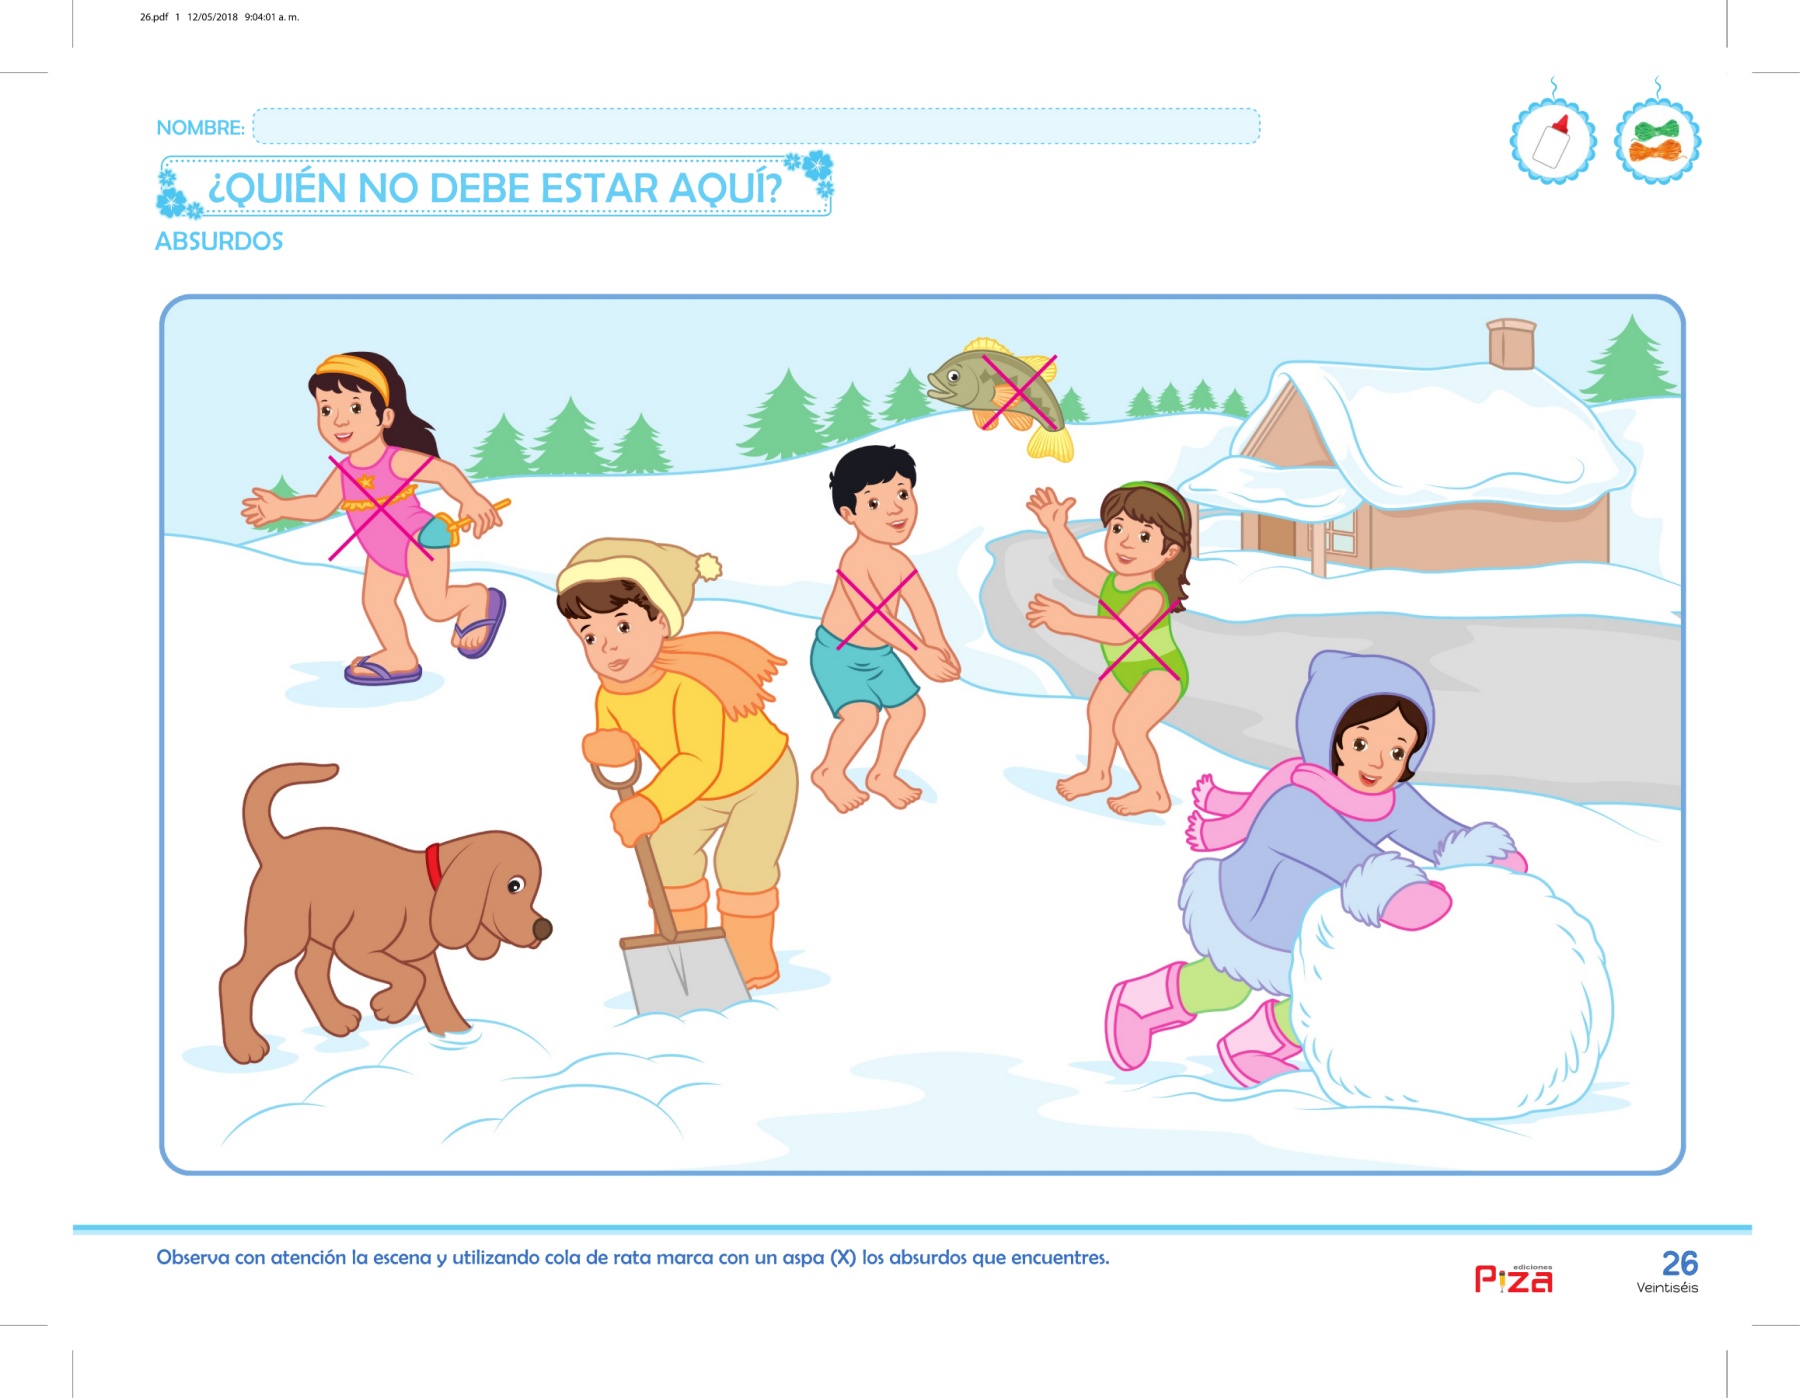 26.pdf 1 12/05/2018 9:04:01 a. m.
NOMBRE:
¿QUIÉN NO DEBE ESTAR AQUÍ?
ABSURDOS
Observa con atención la escena y utilizando cola de rata marca con un aspa (X) los absurdos que encuentres.
ediciones
Piza
26
Veintiséis